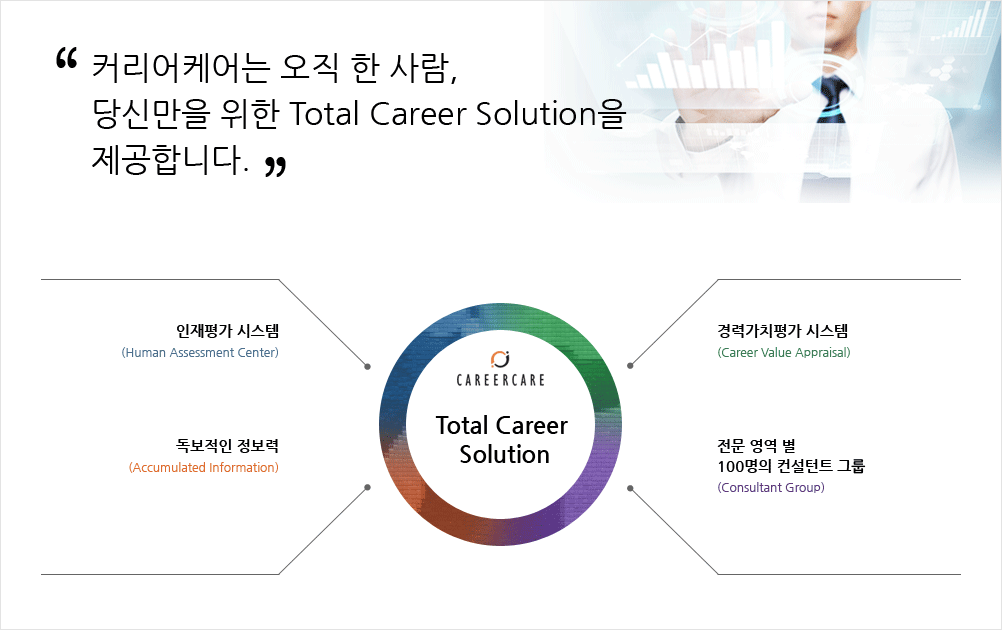 “ 커리어케어는 오직 한 사람,
당신만을 위한 Total Career Solution을
제공합니다. ”
인재평가 시스템
(Human Assessment Center)
독보적인 정보력
(Accumulated Information)
CAREERCARE
Total Career
Solution
경력가치평가 시스템
(Career Value Appraisal)
전문 영역 별
100명의 컨설턴트 그룹
(Consultant Group)